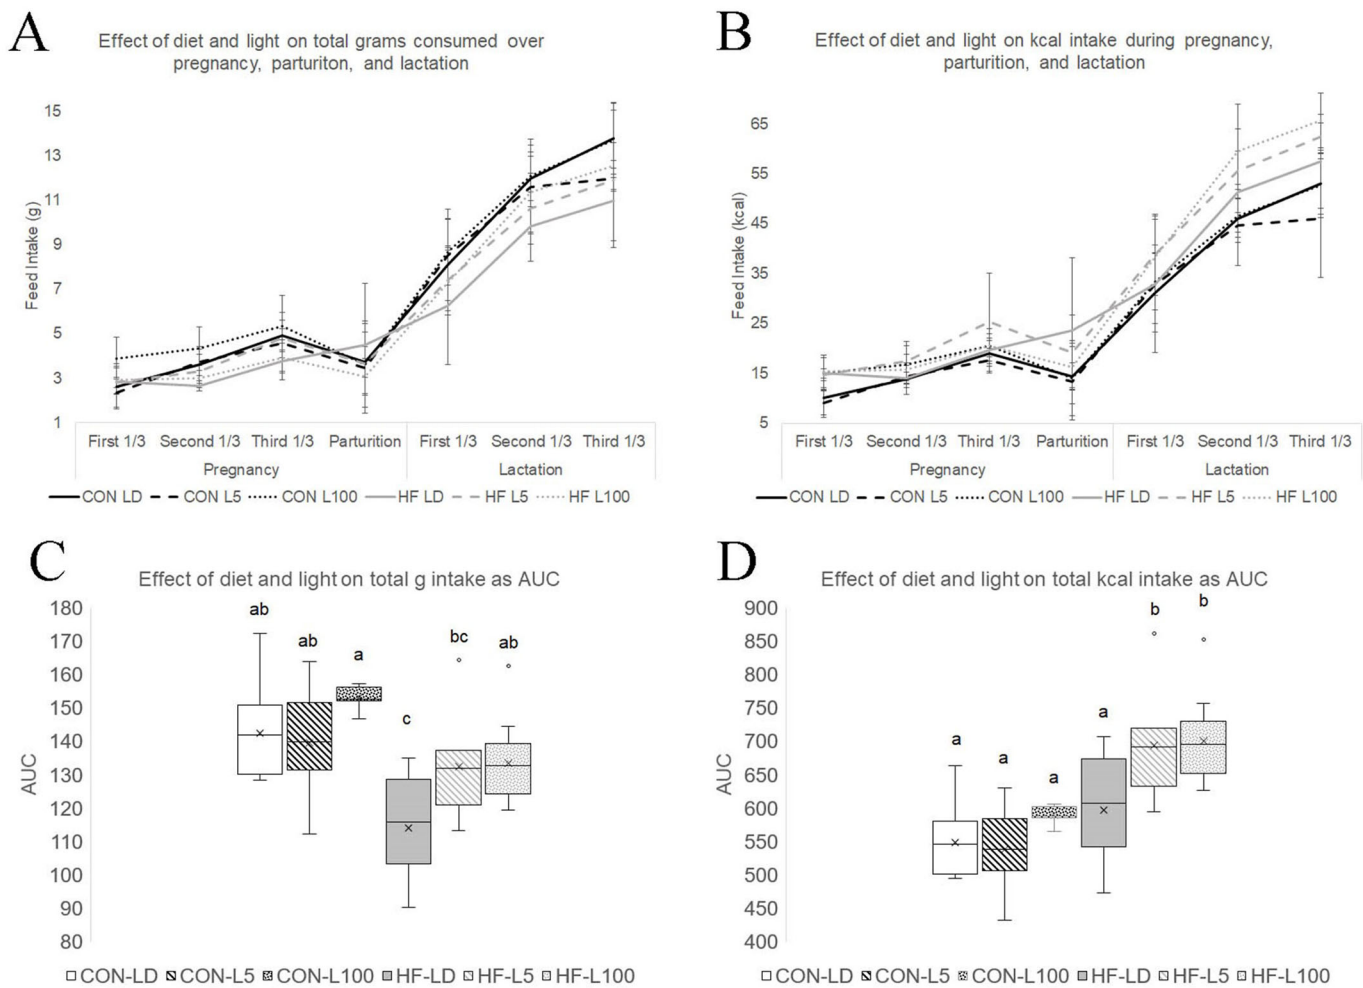 A
Effect of diet and light on total grams consumed over
pregnancy, parturiton, and lactation
15
13
11
9
7
5
3
1
Feed Intake (g)
First 1/3 Second 1/3 Third 1/3 Parturition First 1/3 Second 1/3 Third 1/3
Pregnancy Lactation
CON LD CON L5 CON L100 HF LD HF L5 HF L100
B
Effect of diet and light on kcal intake during pregnancy,
parturition, and lactation
65
55
45
35
25
15
5
Feed Intake (kcal)
First 1/3 Second 1/3 Third 1/3 Parturition First 1/3 Second 1/3 Third 1/3
Pregnancy Lactation
CON LD CON L5 CON L100 HF LD HF L5 HF L100
C
Effect of diet and light on total g intake as AUC
180
170
160
150
140
130
120
110
100
90
80
AUC
ab ab a c bc ab
CON-LD CON-L5 CON-L100 HF-LD HF-L5 HF-L100
D
Effect of diet and light on total kcal intake as AUC
900
850
800
750
700
650
600
550
500
450
400
AUC
a a a a b b
CON-LD CON-L5 CON-L100 HF-LD HF-L5 HF-L100